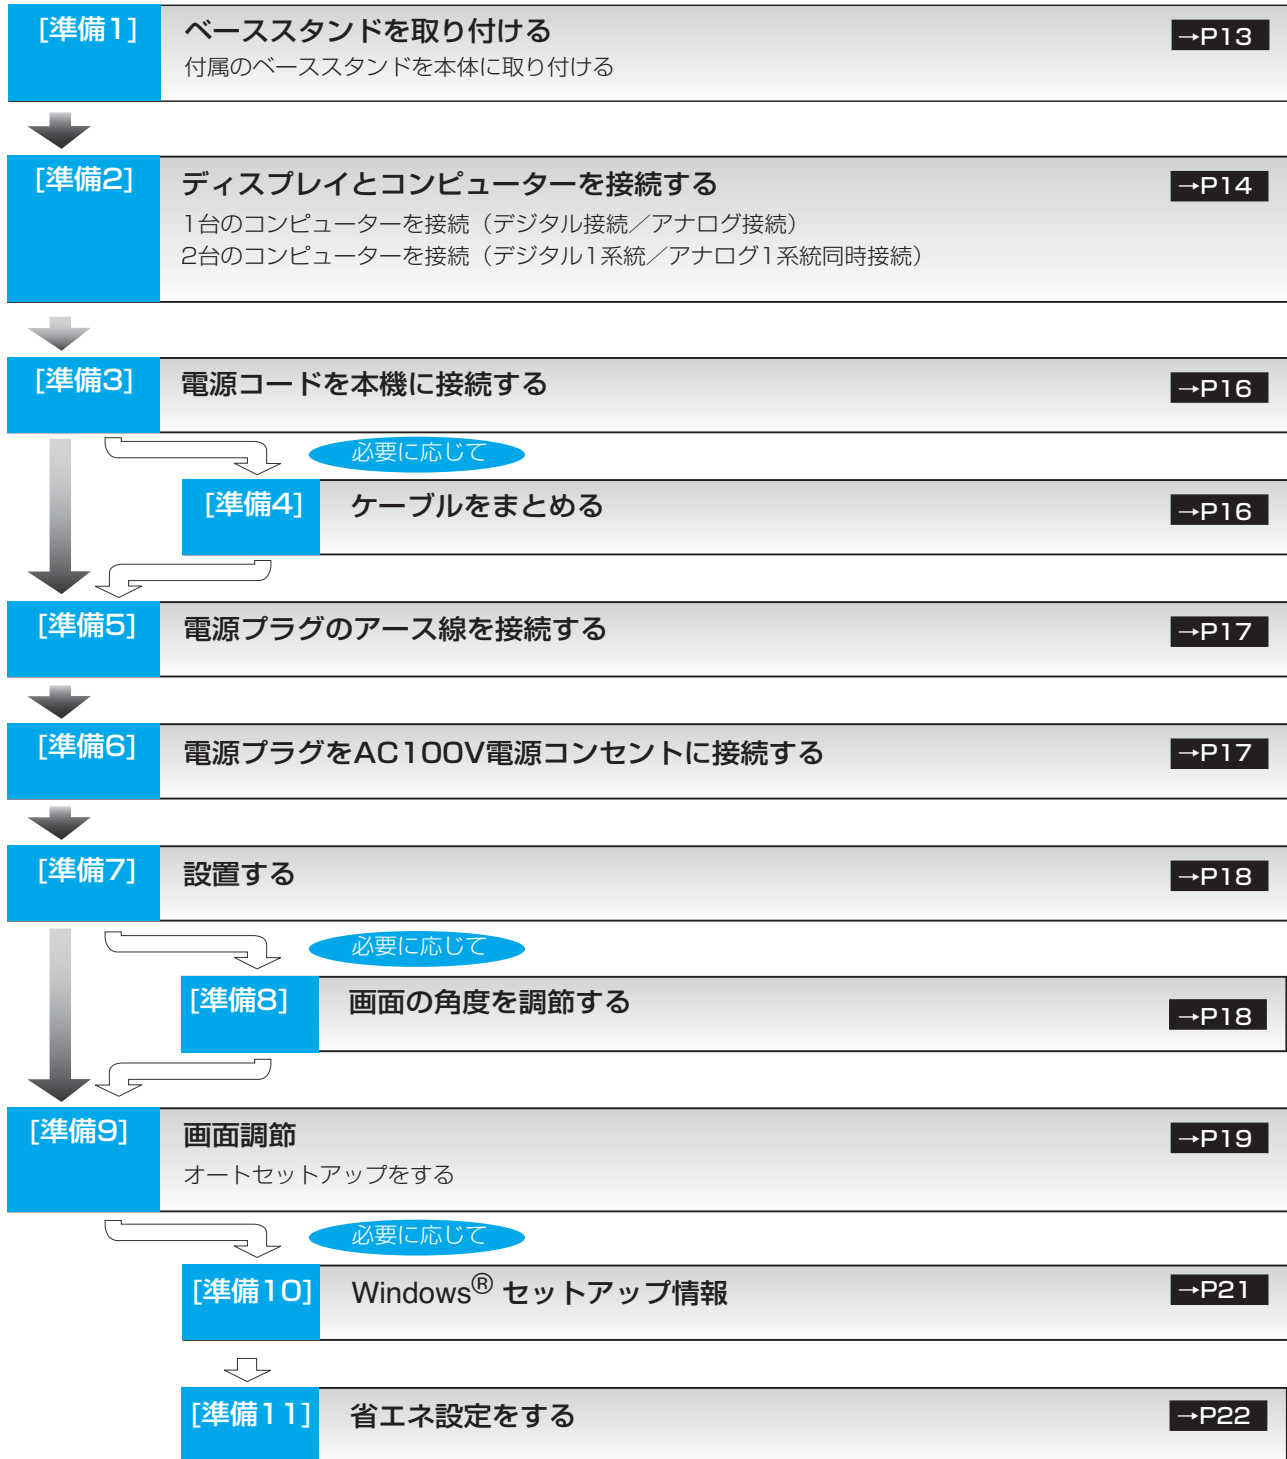 [準備1]
ベーススタンドを取り付ける
→P13
付属のベーススタンドを本体に取り付ける
[準備2]
ディスプレイとコンピューターを接続する
→P14
1台のコンピューターを接続（デジタル接続／アナログ接続）
2台のコンピューターを接続（デジタル1系統／アナログ1系統同時接続）
[準備3]
電源コードを本機に接続する
→P16
必要に応じて
[準備4]
ケーブルをまとめる
→P16
[準備5]
電源プラグのアース線を接続する
→P17
[準備6]
電源プラグをAC100V電源コンセントに接続する
→P17
[準備7]
設置する
→P18
必要に応じて
[準備8]
画面の角度を調節する
→P18
[準備9]
画面調節
→P19
オートセットアップをする
必要に応じて
[準備10]
Windows® セットアップ情報
→P21
[準備11]
省エネ設定をする
→P22